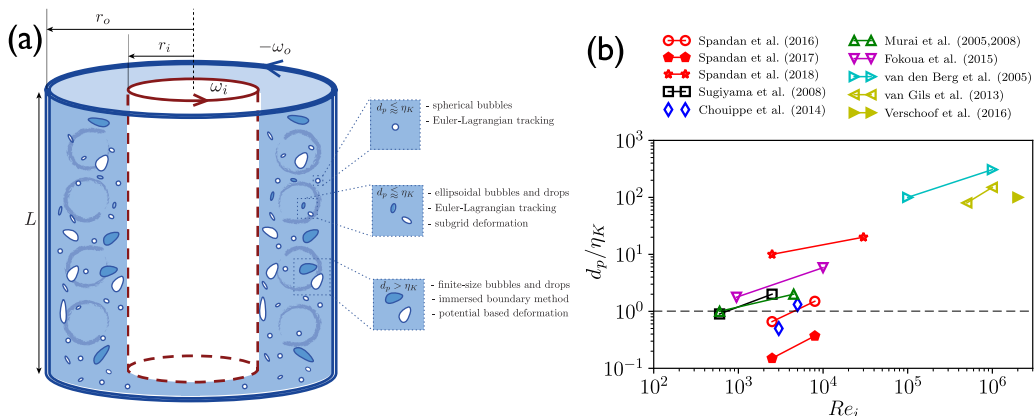 (a)
r_o
r_i
-ω_o
ω_i
L
d_p ⪅ η_K
- spherical bubbles
- Euler-Lagrangian tracking
d_p ⪅ η_K
- ellipsoidal bubbles and drops
- Euler-Lagrangian tracking
- subgrid deformation
d_p > η_K
- finite-size bubbles and drops
- immersed boundary method
- potential based deformation
(b)
Spandan et al. (2016)
Spandan et al. (2017)
Spandan et al. (2018)
Sugiyama et al. (2008)
Chouippe et al. (2014)
Murai et al. (2005,2008)
Fokoua et al. (2015)
van den Berg et al. (2005)
van Gils et al. (2013)
Verschoof et al. (2016)
d_p/η_K
10^3
10^2
10^1
10^0
10^-1
10^2 10^3 10^4 10^5 10^6
Re_i